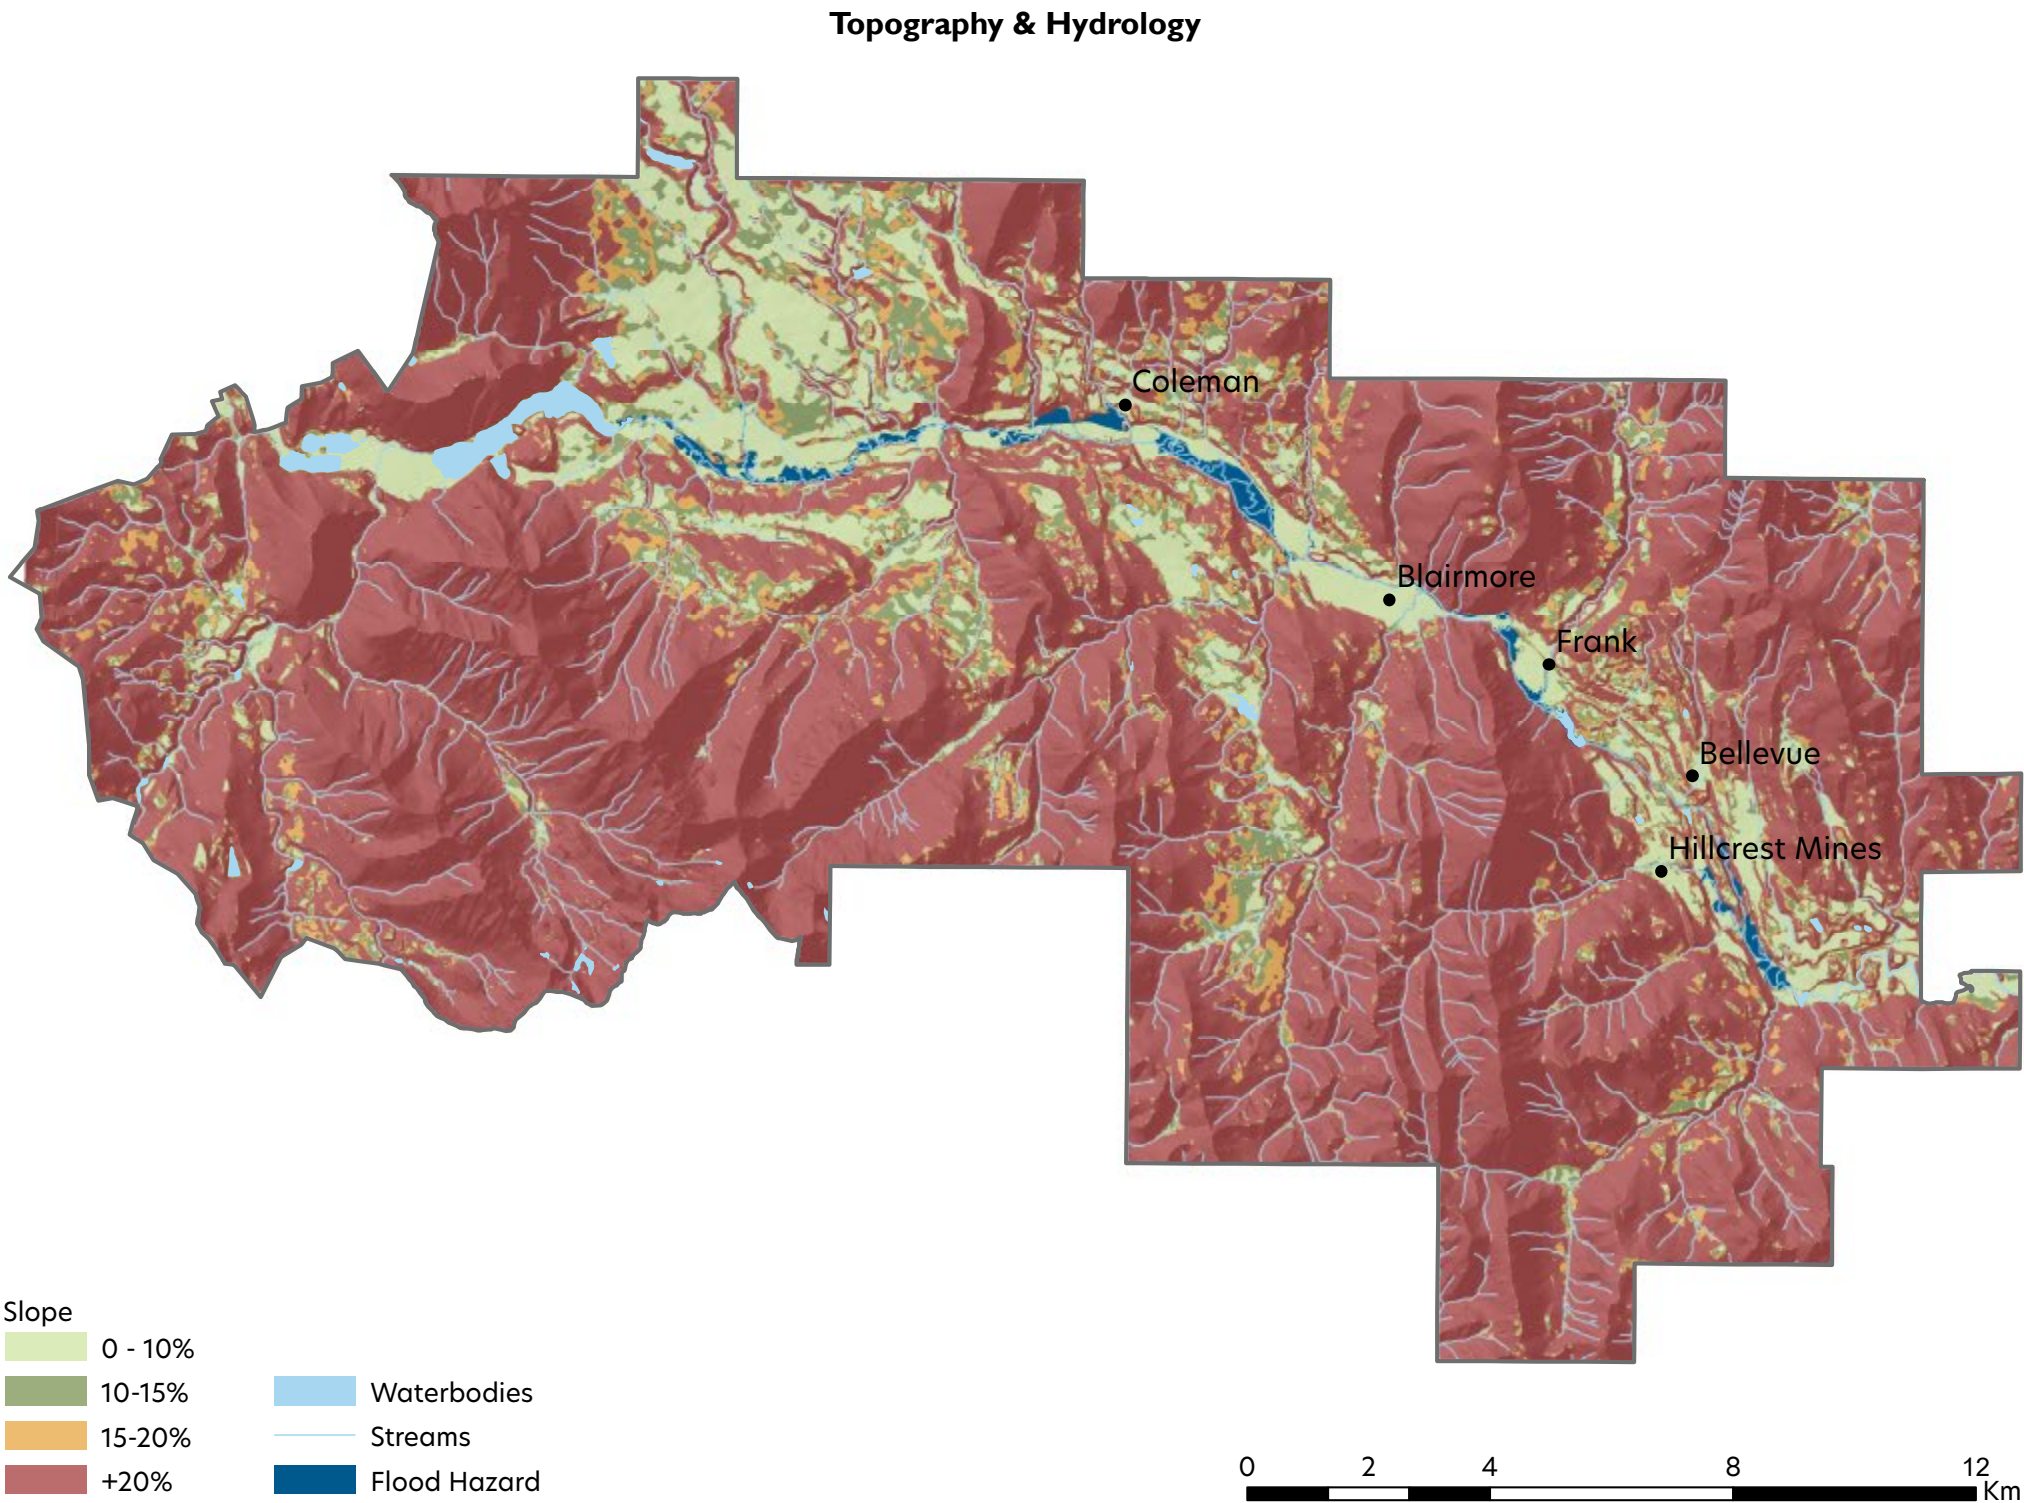 Topography & Hydrology
Coleman
Blairmore
Frank
Bellevue
Hillcrest Mines
Slope
0 - 10%
10-15%
15-20%
+20%
Waterbodies
Streams
Flood Hazard
0 2 4 8 12
Km